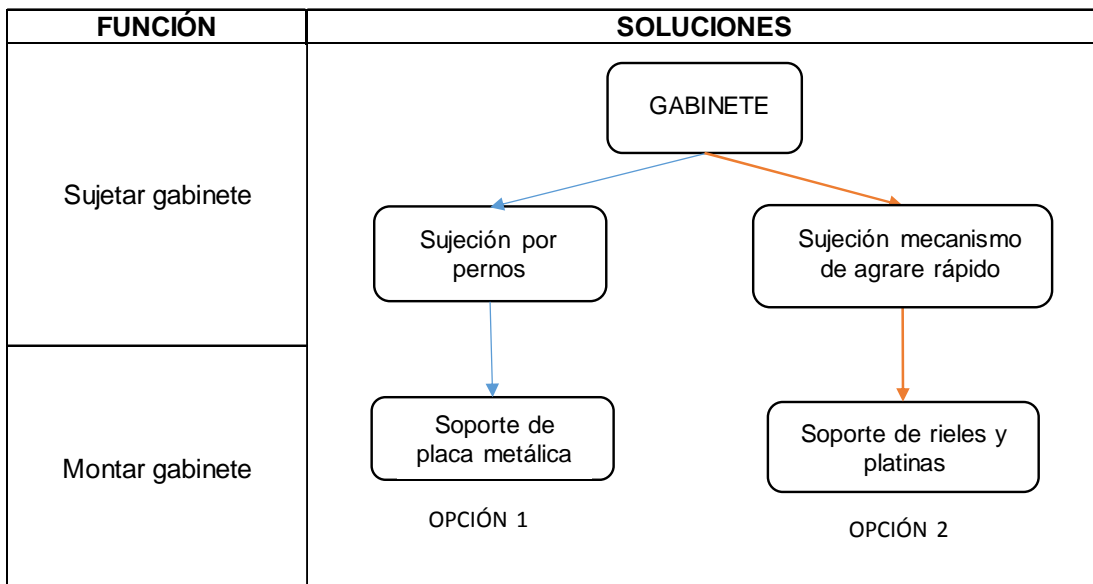 FUNCIÓN
SOLUCIONES
Sujetar gabinete
GABINETE
Sujeción por
pernos
Sujeción mecanismo
de agrare rápido
Montar gabinete
Soporte de
placa metálica
Soporte de rieles y
platinas
OPCIÓN 1
OPCIÓN 2